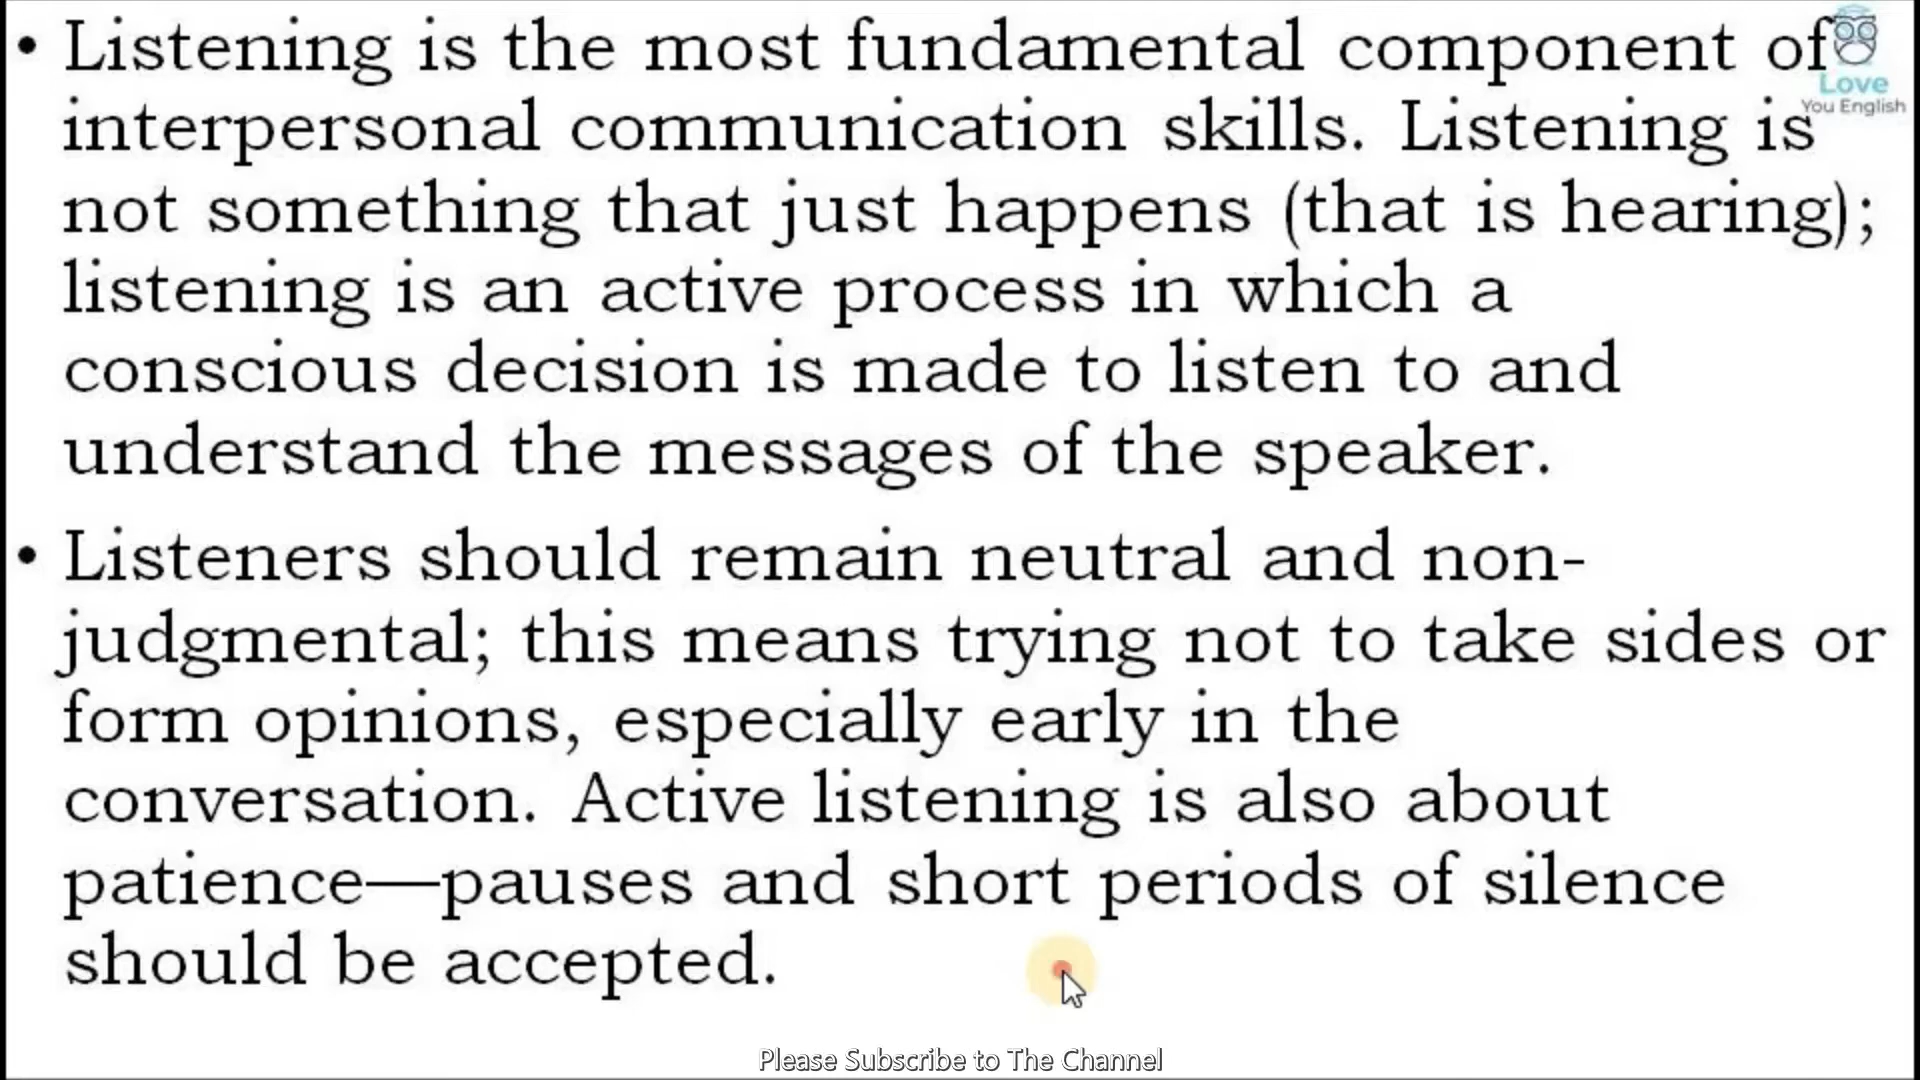 • Listening is the most fundamental component of
interpersonal communication skills. Listening is
not something that just happens (that is hearing);
listening is an active process in which a
conscious decision is made to listen to and
understand the messages of the speaker.
• Listeners should remain neutral and non-
judgmental; this means trying not to take sides or
form opinions, especially early in the
conversation. Active listening is also about
patience—pauses and short periods of silence
should be accepted.
Love
You English
Please Subscribe to The Channel